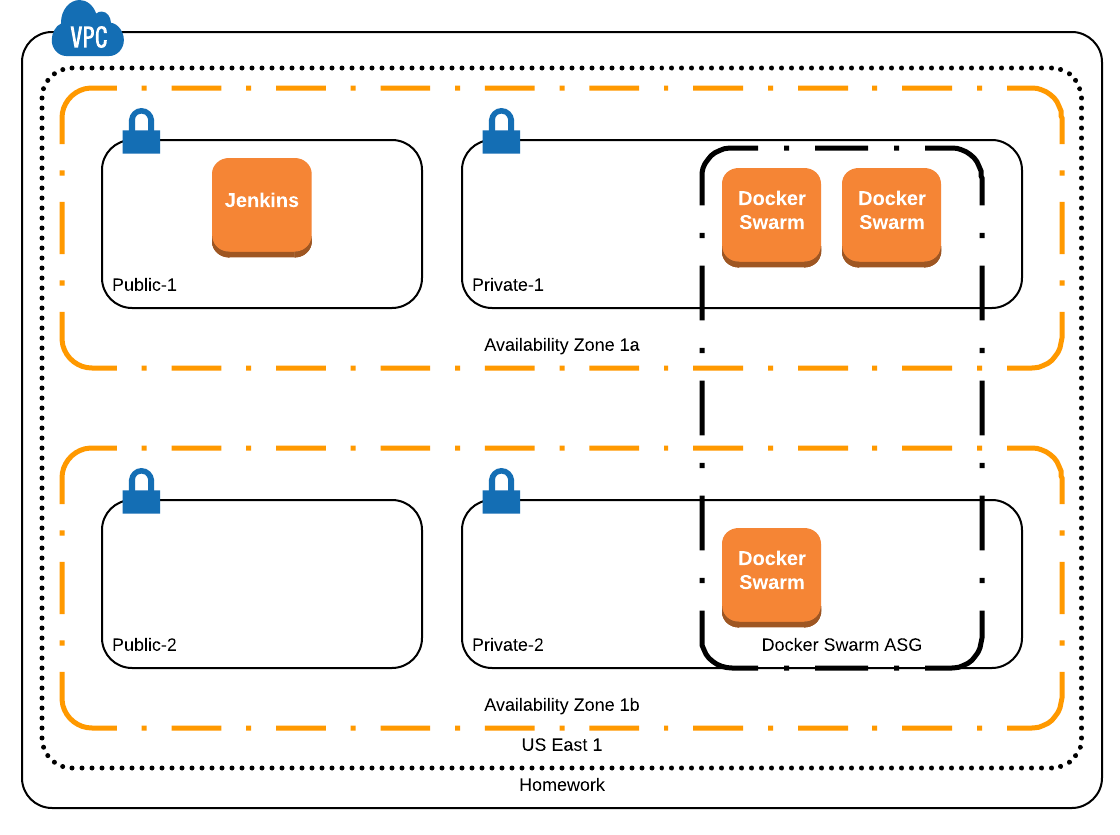 VPC
Jenkins
Docker
Swarm
Docker
Swarm
Public-1
Private-1
Availability Zone 1a
Docker
Swarm
Public-2
Private-2
Docker Swarm ASG
Availability Zone 1b
US East 1
Homework